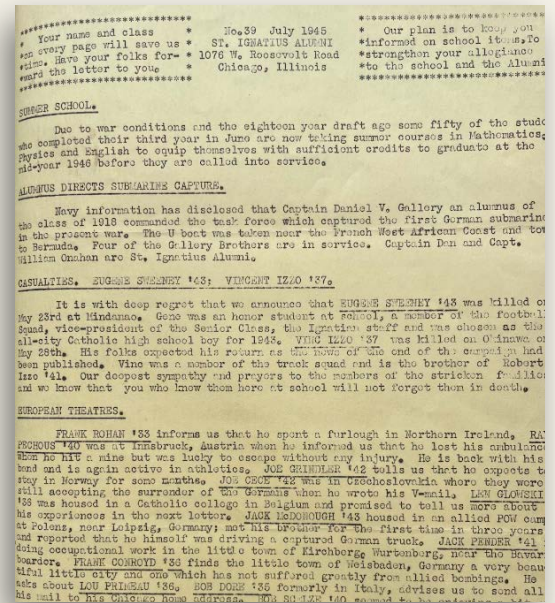 Your name and class
on every page will save us
time. Have your folks for-
ward the letter to you.
No.39 July 1945
ST. IGNATIUS ALUMNI
1076 W. Roosevelt Road
Chicago, Illinois
Our plan is to keep you
informed on school items,To
strengthen your allegiance
to the school and the Alumni
SUMMER SCHOOL.
Due to war conditions and the eighteen year draft age some fifty of the stude
who completed their third year in June are now taking summer courses in Mathematics,
Physics and English to equip themselves with sufficient credits to graduate at the
mid-year 1946 before they are called into service.
ALUMNUS DIRECTS SUBMARINE CAPTURE.
Navy information has disclosed that Captain Daniel V. Gallery an alumnus of
the class of 1918 commanded the task force which captured the first German submarine
in the present war. The U boat was taken near the French West African Coast and tow
to Bermuda. Four of the Gallery Brothers are in service. Captain Dan and Capt.
William Onahan are St. Ignatius Alumni.
CASUALTIES. EUGENE SWEENEY '43; VINCENT IZZO '37.
It is with deep regret that we announce that EUGENE SWEENEY '43 was killed on
May 23rd at Mindanao. Gene was an honor student at school, a member of the football
Squad, vice-president of the Senior Class, the Ignatian staff and was chosen as the
all-city Catholic high school boy for 1943. VINC IZZO '37 was killed on Okinawa on
May 28th. His folks expected his return as the news of the end of the campaign had
been published. Vinc was a member of the track squad and is the brother of Robert
Izzo '41. Our deepest sympathy and prayers to the members of the stricken families
and we know that you who knew them here at school will not forget them in death.
EUROPEAN THEATRES.
FRANK ROHAN '33 informs us that he spent a furlough in Northern Ireland. RAY
PECHOUS '40 was at Innsbruck, Austria when he informed us that he lost his ambulance
when he hit a mine but was lucky to escape without any injury. He is back with his
band and is again active in athletics. JOE GRINDLER '42 tells us that he expects to
stay in Norway for some months. JOE CECE '42 was in Czechoslovakia where they were
still accepting the surrender of the Germans when he wrote his V-mail. LEN GLOWSKI
'36 was housed in a Catholic college in Belgium and promised to tell us more about
his experiences in the next letter. JACK McDONOUGH '43 housed in an allied POW camp
at Polens, near Leipzig, Germany; met his brother for the first time in three years
and reported that he himself was driving a captured German truck. JACK PENDER '41
doing occupational work in the little town of Kirchberg, Wurtenberg, near the Bavari
boarder. FRANK CONROYD '36 finds the little town of Weisbaden, Germany a very beau
tiful little city and one which has not suffered greatly from allied bombings. He
asks about LOU PRIMEAU '36. BOB DORE '35 formerly in Italy, advises us to send all
his mail to his Chicago home address.